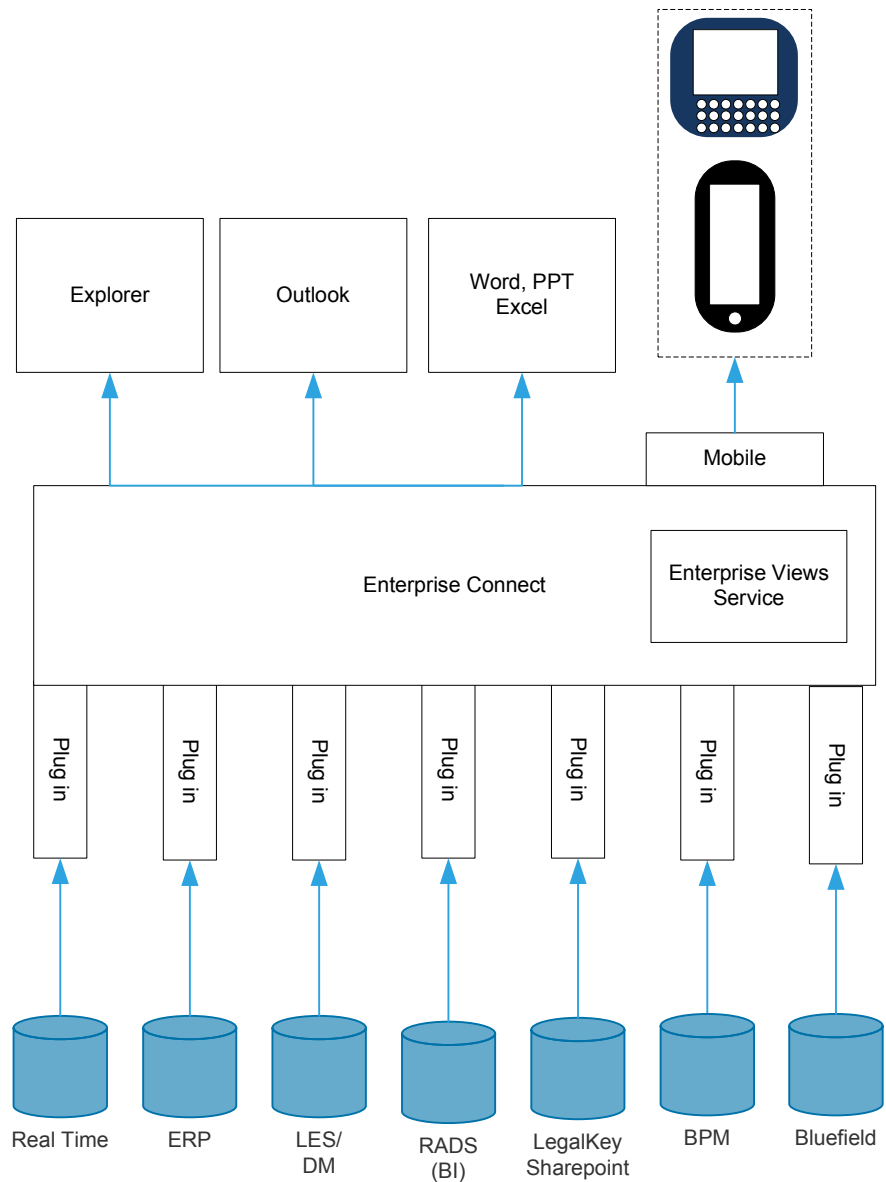 Explorer
Outlook
Word, PPT
Excel
Mobile
Enterprise Connect
Enterprise Views
Service
Plug in
Plug in
Plug in
Plug in
Plug in
Plug in
Plug in
Real Time
ERP
LES/
DM
RADS
(BI)
LegalKey
Sharepoint
BPM
Bluefield